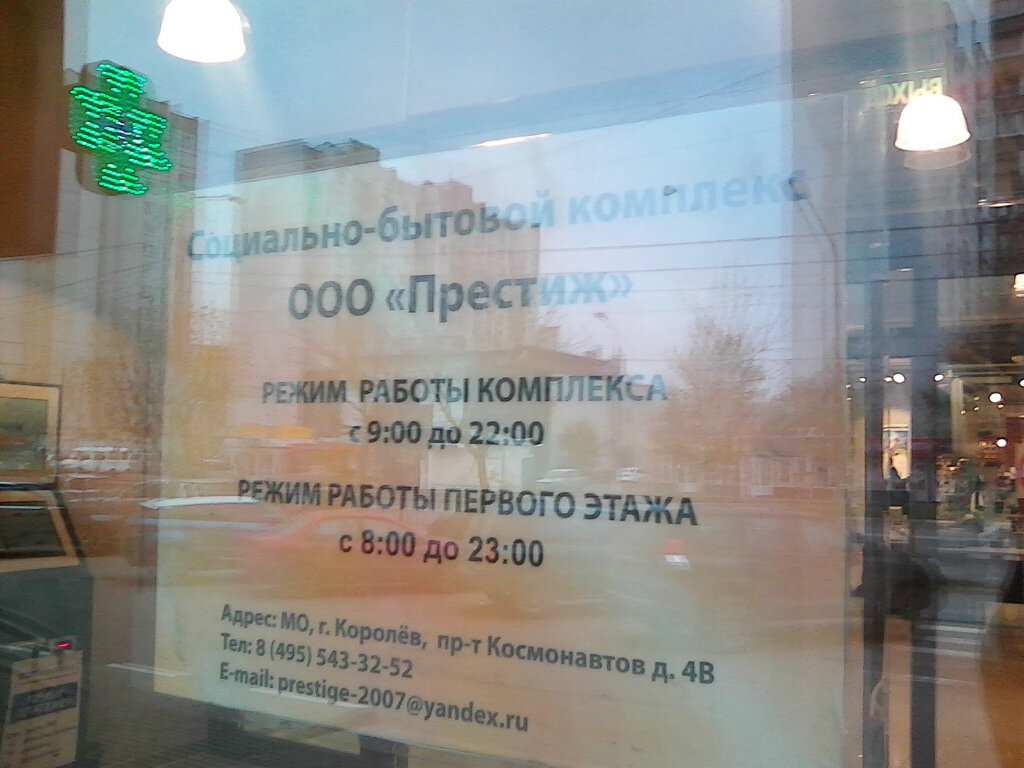 ВЫХОД
Социально-бытовой комплекс
ООО «Престиж»
РЕЖИМ РАБОТЫ КОМПЛЕКСА
с 9:00 до 22:00
РЕЖИМ РАБОТЫ ПЕРВОГО ЭТАЖА
с 8:00 до 23:00
Адрес: МО, г. Королёв, пр-т Космонавтов д. 4В
Тел: 8 (495) 543-32-52
E-mail: prestige-2007@yandex.ru